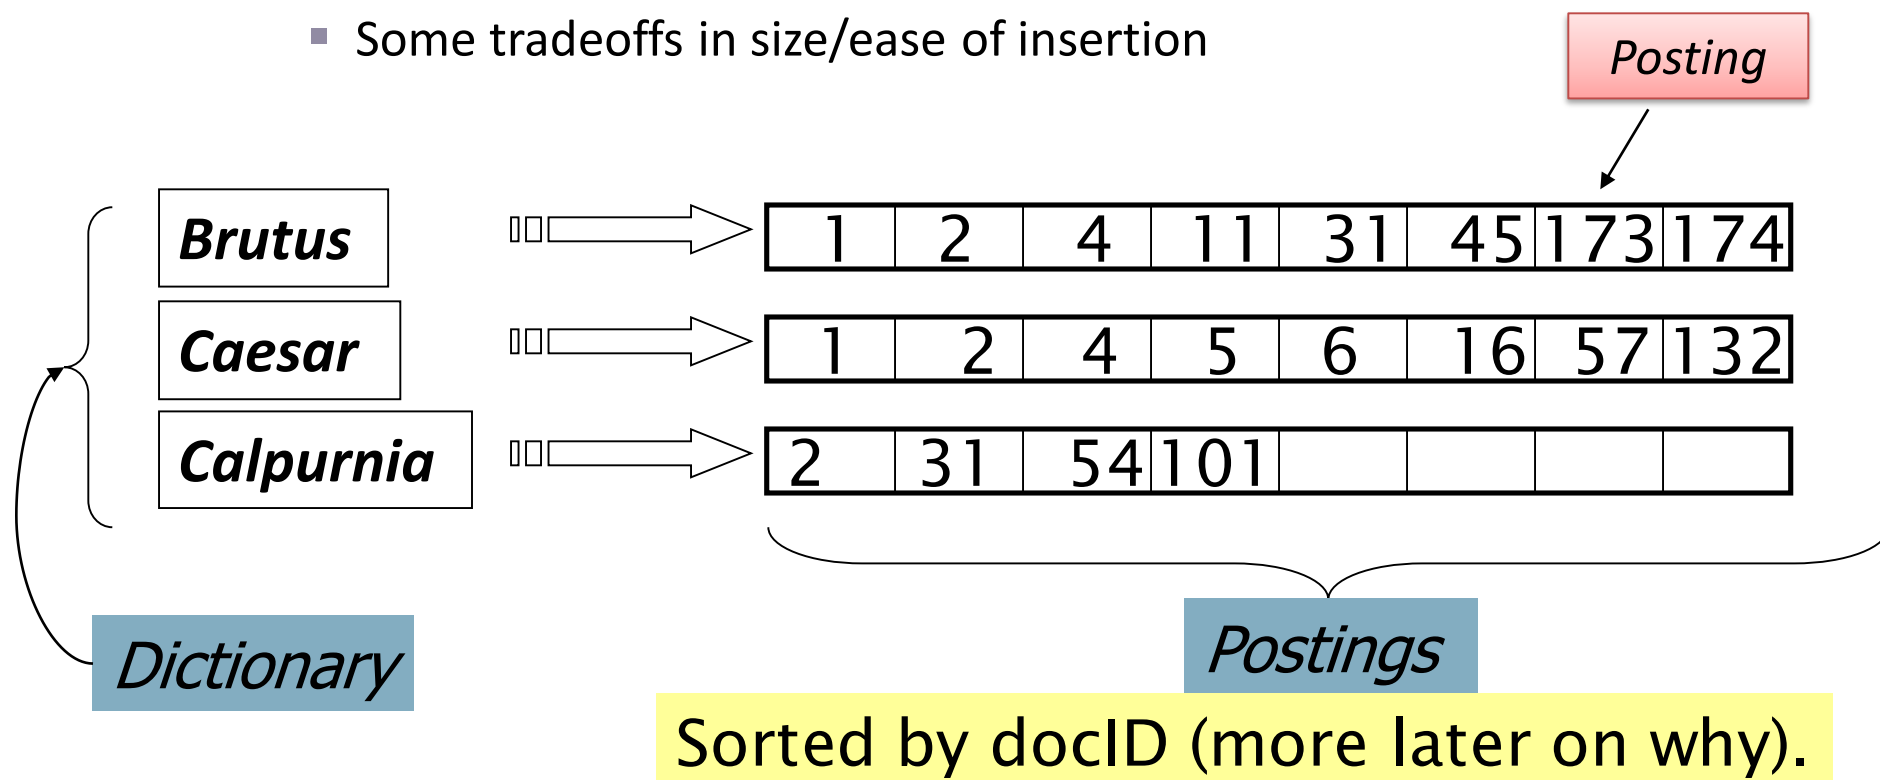 ▪ Some tradeoffs in size/ease of insertion
Posting
Brutus 1 2 4 11 31 45 173 174
Caesar 1 2 4 5 6 16 57 132
Calpurnia 2 31 54 101
Dictionary
Postings
Sorted by docID (more later on why).